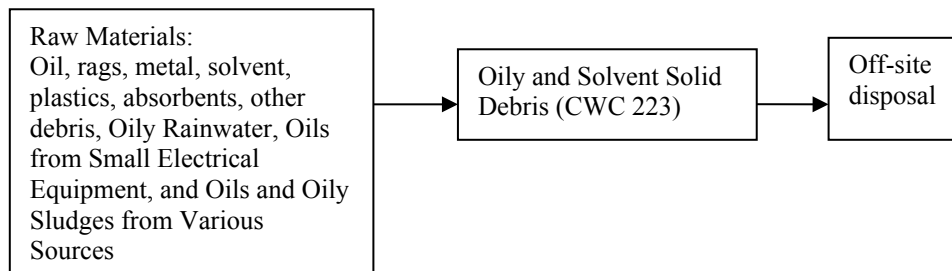 Raw Materials:
Oil, rags, metal, solvent,
plastics, absorbents, other
debris, Oily Rainwater, Oils
from Small Electrical
Equipment, and Oils and Oily
Sludges from Various
Sources
Oily and Solvent Solid
Debris (CWC 223)
Off-site
disposal